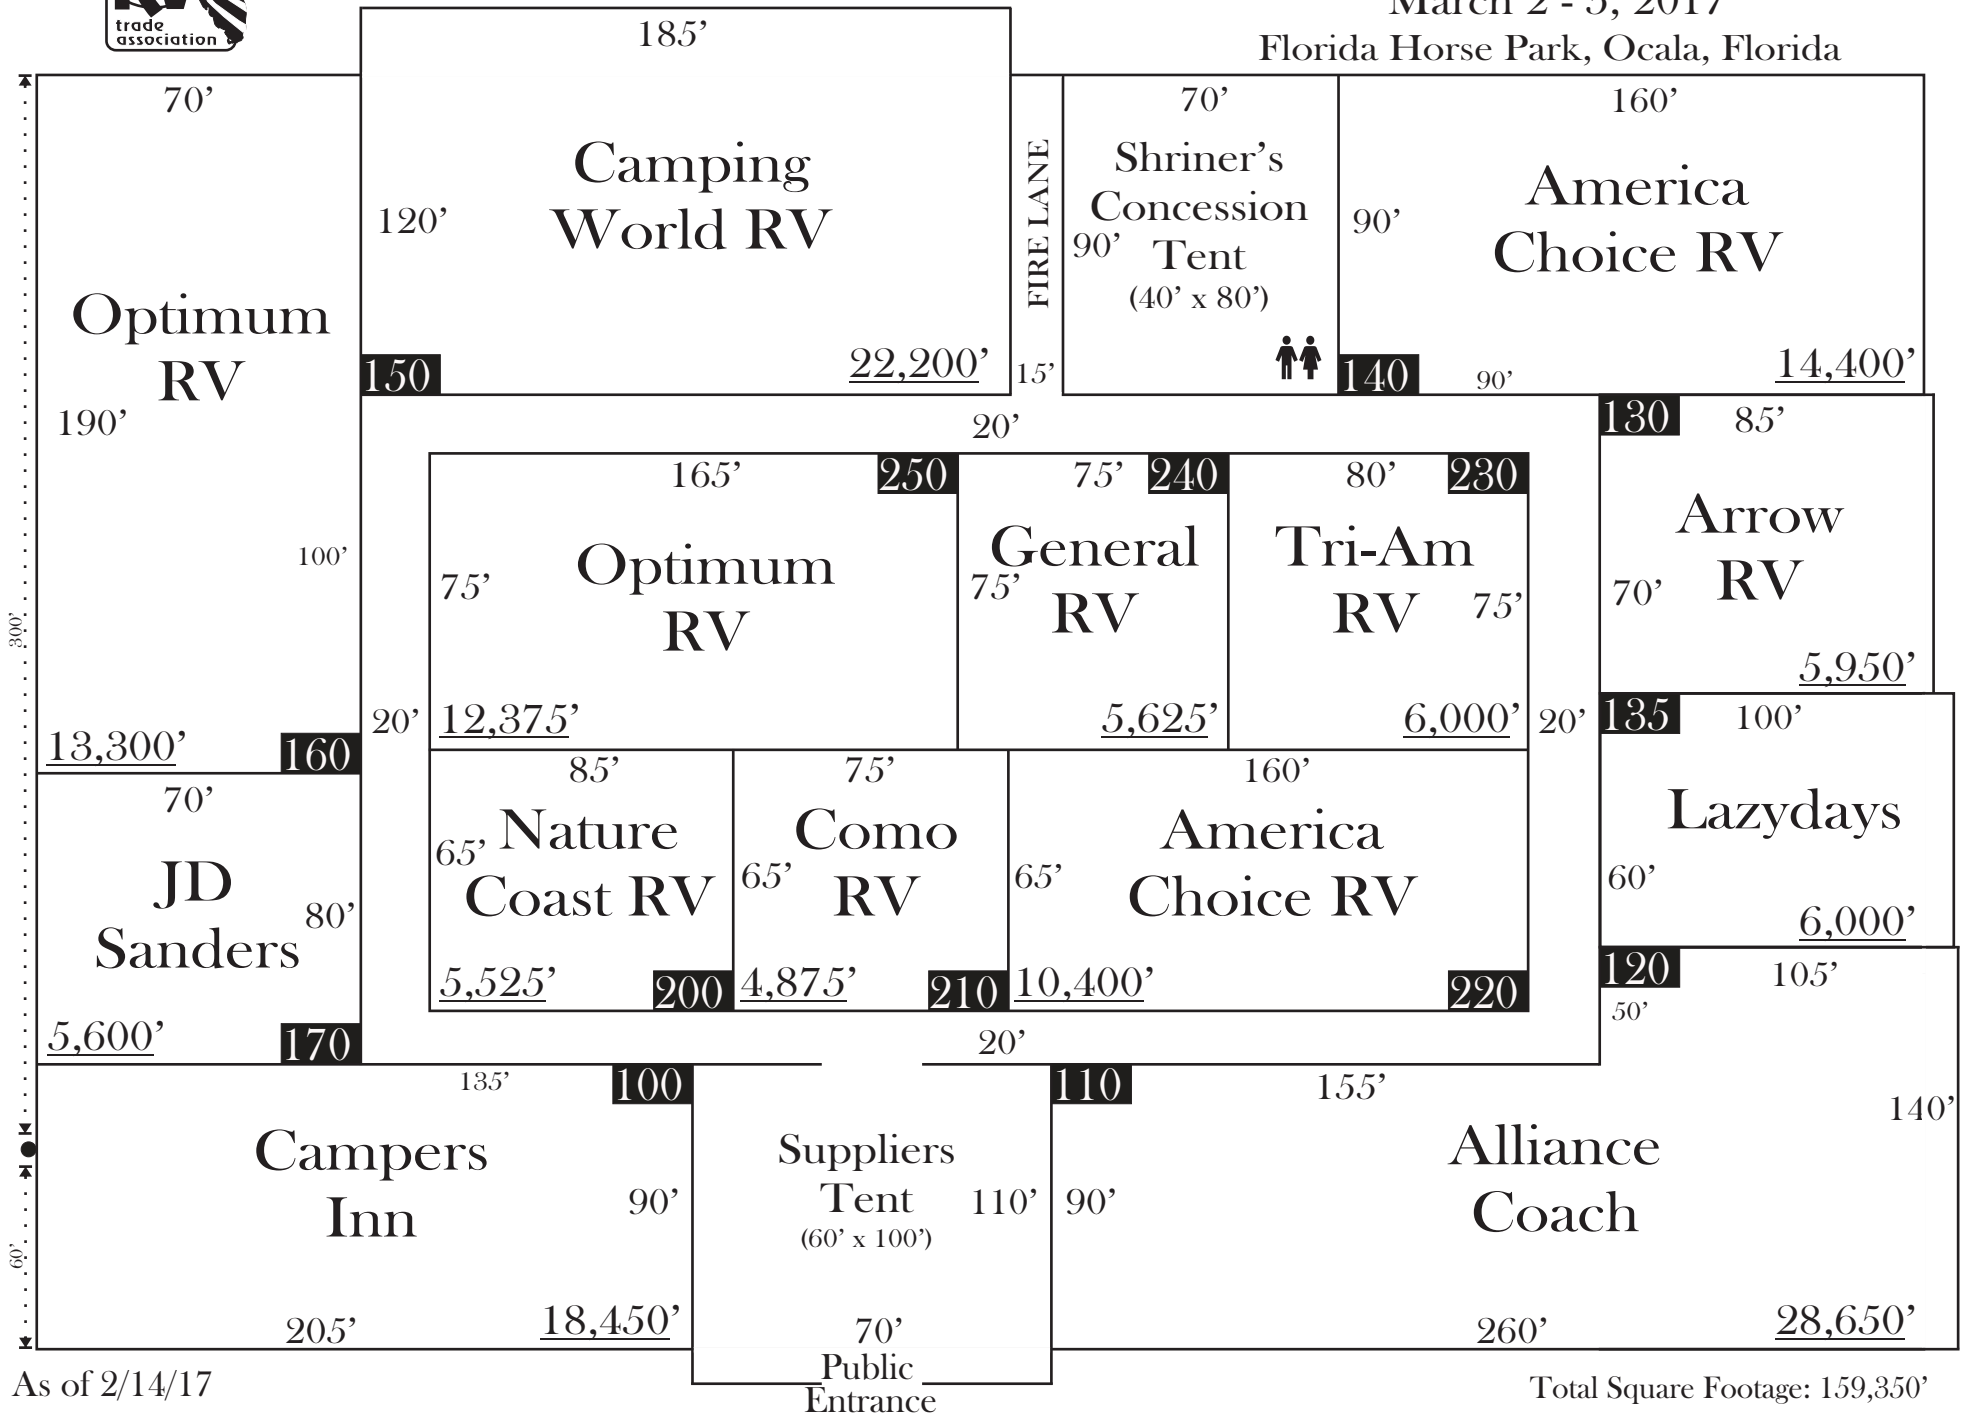 trade
association
March 2 - 5, 2017
Florida Horse Park, Ocala, Florida
185’
Camping
World RV
120’
150
22,200’
70’
Optimum
RV
190’
100’
13,300’
160
FIRE LANE
15’
70’
Shriner’s
Concession
90’ Tent
(40’ x 80’)
160’
America
Choice RV
90’
140
90’
14,400’
20’
130
85’
Arrow
RV
70’
5,950’
165’
250
Optimum
RV
75’
12,375’
75’
240
General
75’
RV
5,625’
80’
230
Tri-Am
RV
75’
6,000’
20’
20’
135
100’
Lazydays
60’
6,000’
300’
70’
JD
Sanders
80’
5,600’
170
85’
65’ Nature
Coast RV
5,525’
200
75’
Como
65’ RV
4,875’
210
160’
America
65’ Choice RV
10,400’
220
20’
120
105’
50’
155’
110
140’
Alliance
Coach
90’
260’
28,650’
135’
100
Campers
Inn
90’
205’
18,450’
60’
Suppliers
Tent
110’
(60’ x 100’)
70’
Public
Entrance
As of 2/14/17
Total Square Footage: 159,350’